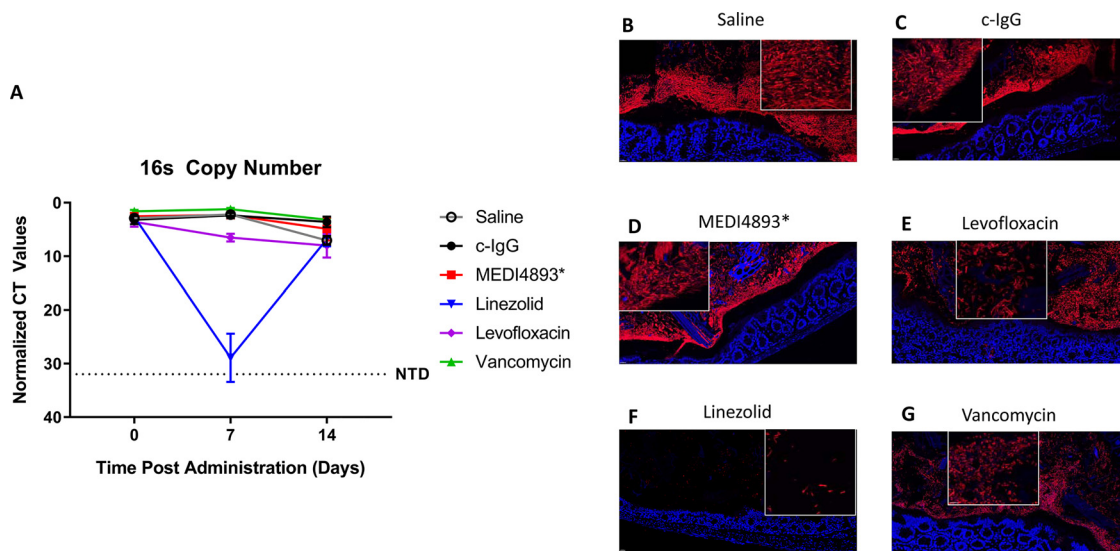 A
16s Copy Number
Normalized CT Values
0
10
20
30
40
NTD
0
7
14
Time Post Administration (Days)
Saline
c-IgG
MEDI4893*
Linezolid
Levofloxacin
Vancomycin
B
Saline
C
c-IgG
D
MEDI4893*
E
Levofloxacin
F
Linezolid
G
Vancomycin